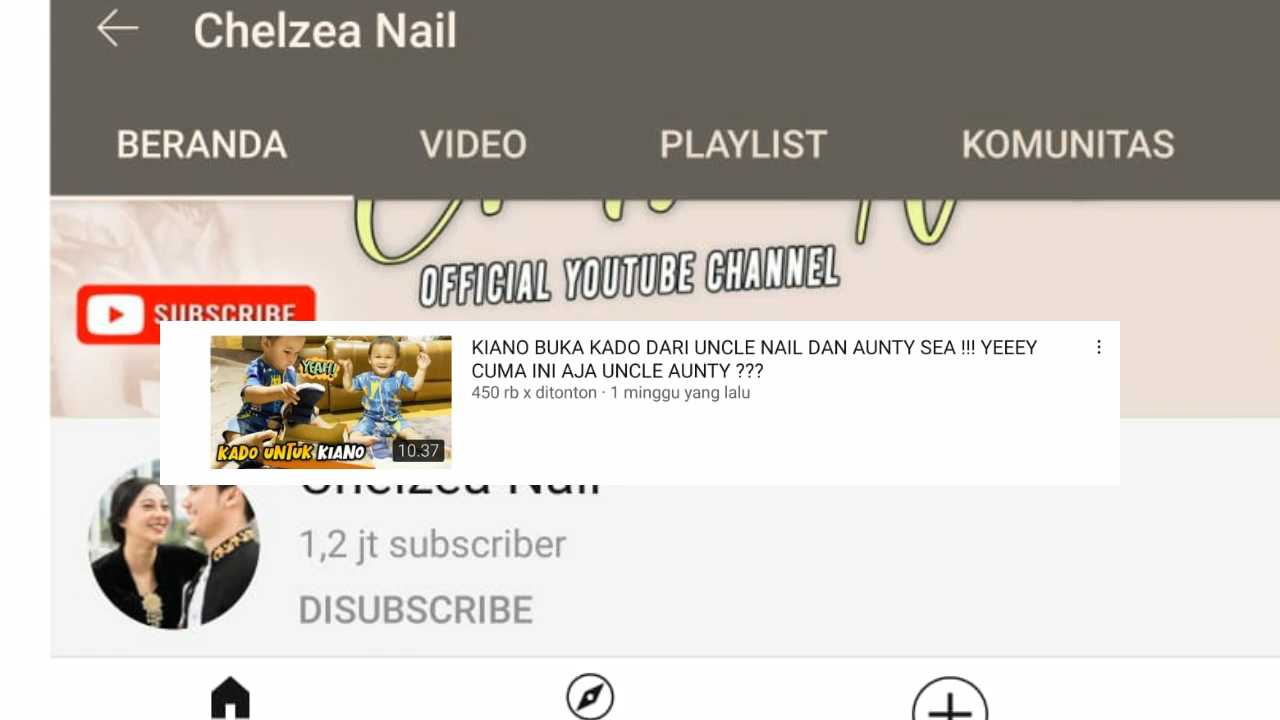 Chelzea Nail
BERANDA VIDEO PLAYLIST KOMUNITAS
OFFICIAL YOUTUBE CHANNEL
SUBSCRIBE
KIANO BUKA KADO DARI UNCLE NAIL DAN AUNTY SEA !!! YEEEY
CUMA INI AJA UNCLE AUNTY ???
450 rb x ditonton · 1 minggu yang lalu
YEAH!
KADO UNTUK KIANO
10.37
Chelzea Nail
1,2 jt subscriber
DISUBSCRIBE